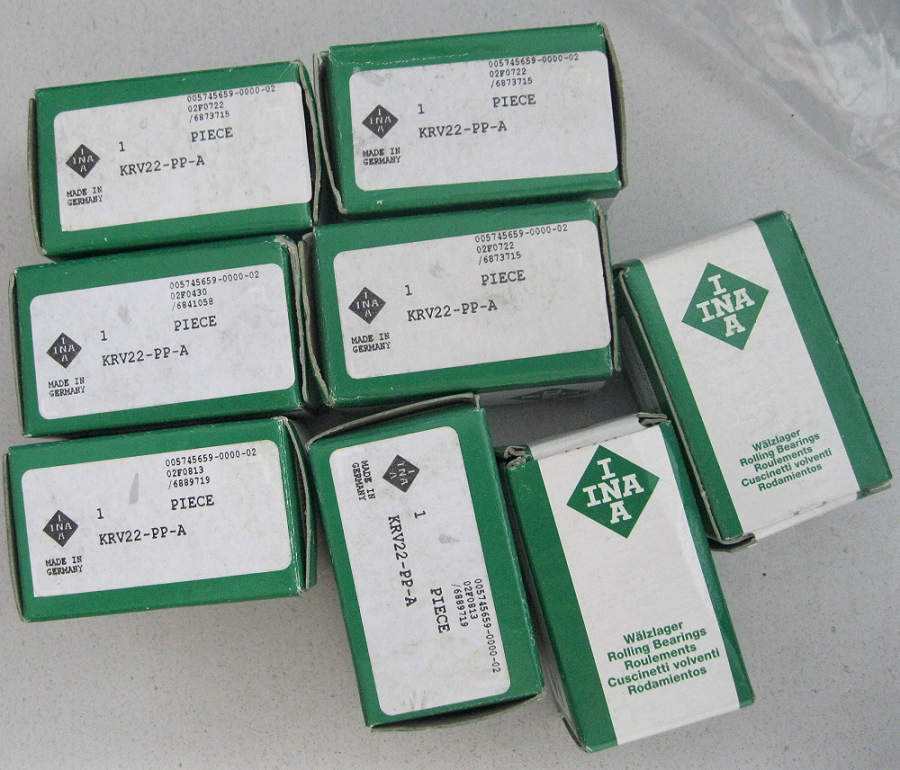 005745659-0000-02
02F0722
/6873715
1 PIECE
KRV22-PP-A
INA
MADE IN
GERMANY
005745659-0000-02
02F0722
/6873715
1 PIECE
KRV22-PP-A
INA
MADE IN
GERMANY
005745659-0000-02
02F0430
/6841058
1 PIECE
KRV22-PP-A
INA
MADE IN
GERMANY
005745659-0000-02
02F0722
/6873715
1 PIECE
KRV22-PP-A
INA
MADE IN
GERMANY
I
INA
A
Wälzlager
Rolling Bearings
Roulements
Cuscinetti volventi
Rodamientos
005745659-0000-02
02F0813
/6889719
1 PIECE
KRV22-PP-A
INA
MADE IN
GERMANY
005745659-0000-02
02F0813
/6889719
1 PIECE
KRV22-PP-A
INA
MADE IN
GERMANY
I
INA
A
Wälzlager
Rolling Bearings
Roulements
Cuscinetti volventi
Rodamientos